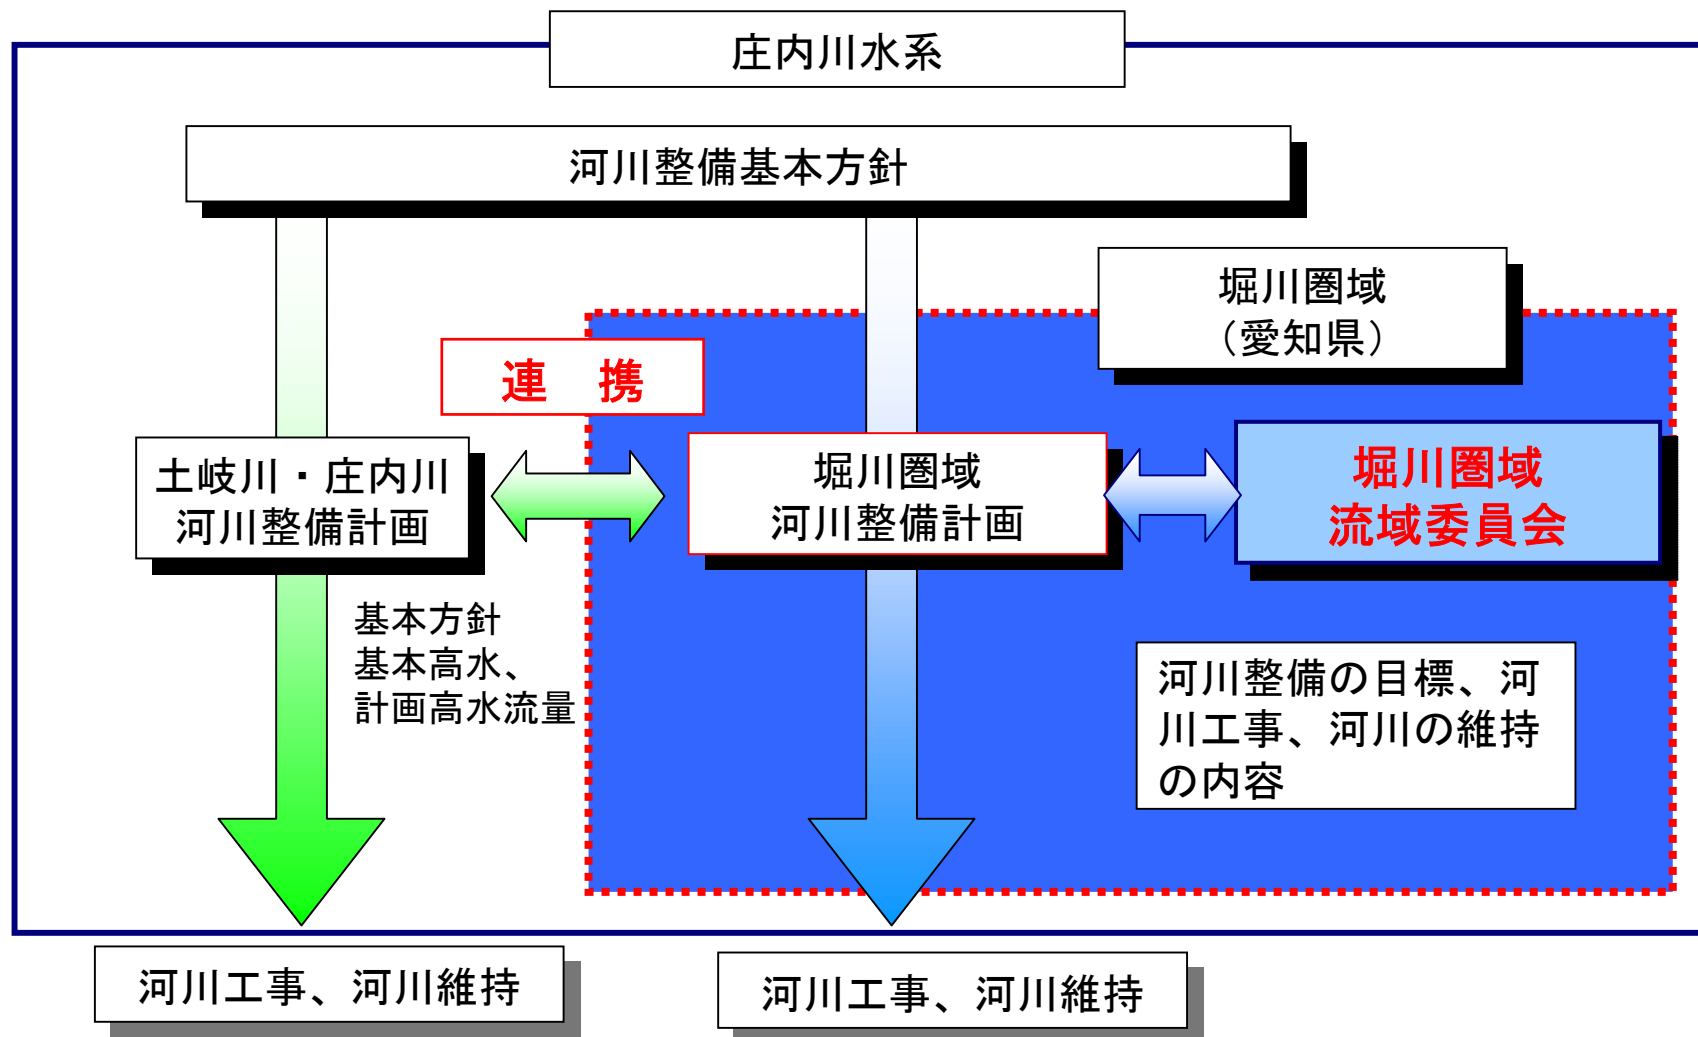 庄内川水系
河川整備基本方針
堀川圏域
（愛知県）
連　携
土岐川・庄内川
河川整備計画
堀川圏域
河川整備計画
堀川圏域
流域委員会
基本方針
基本高水、
計画高水流量
河川整備の目標、河
川工事、河川の維持
の内容
河川工事、河川維持
河川工事、河川維持